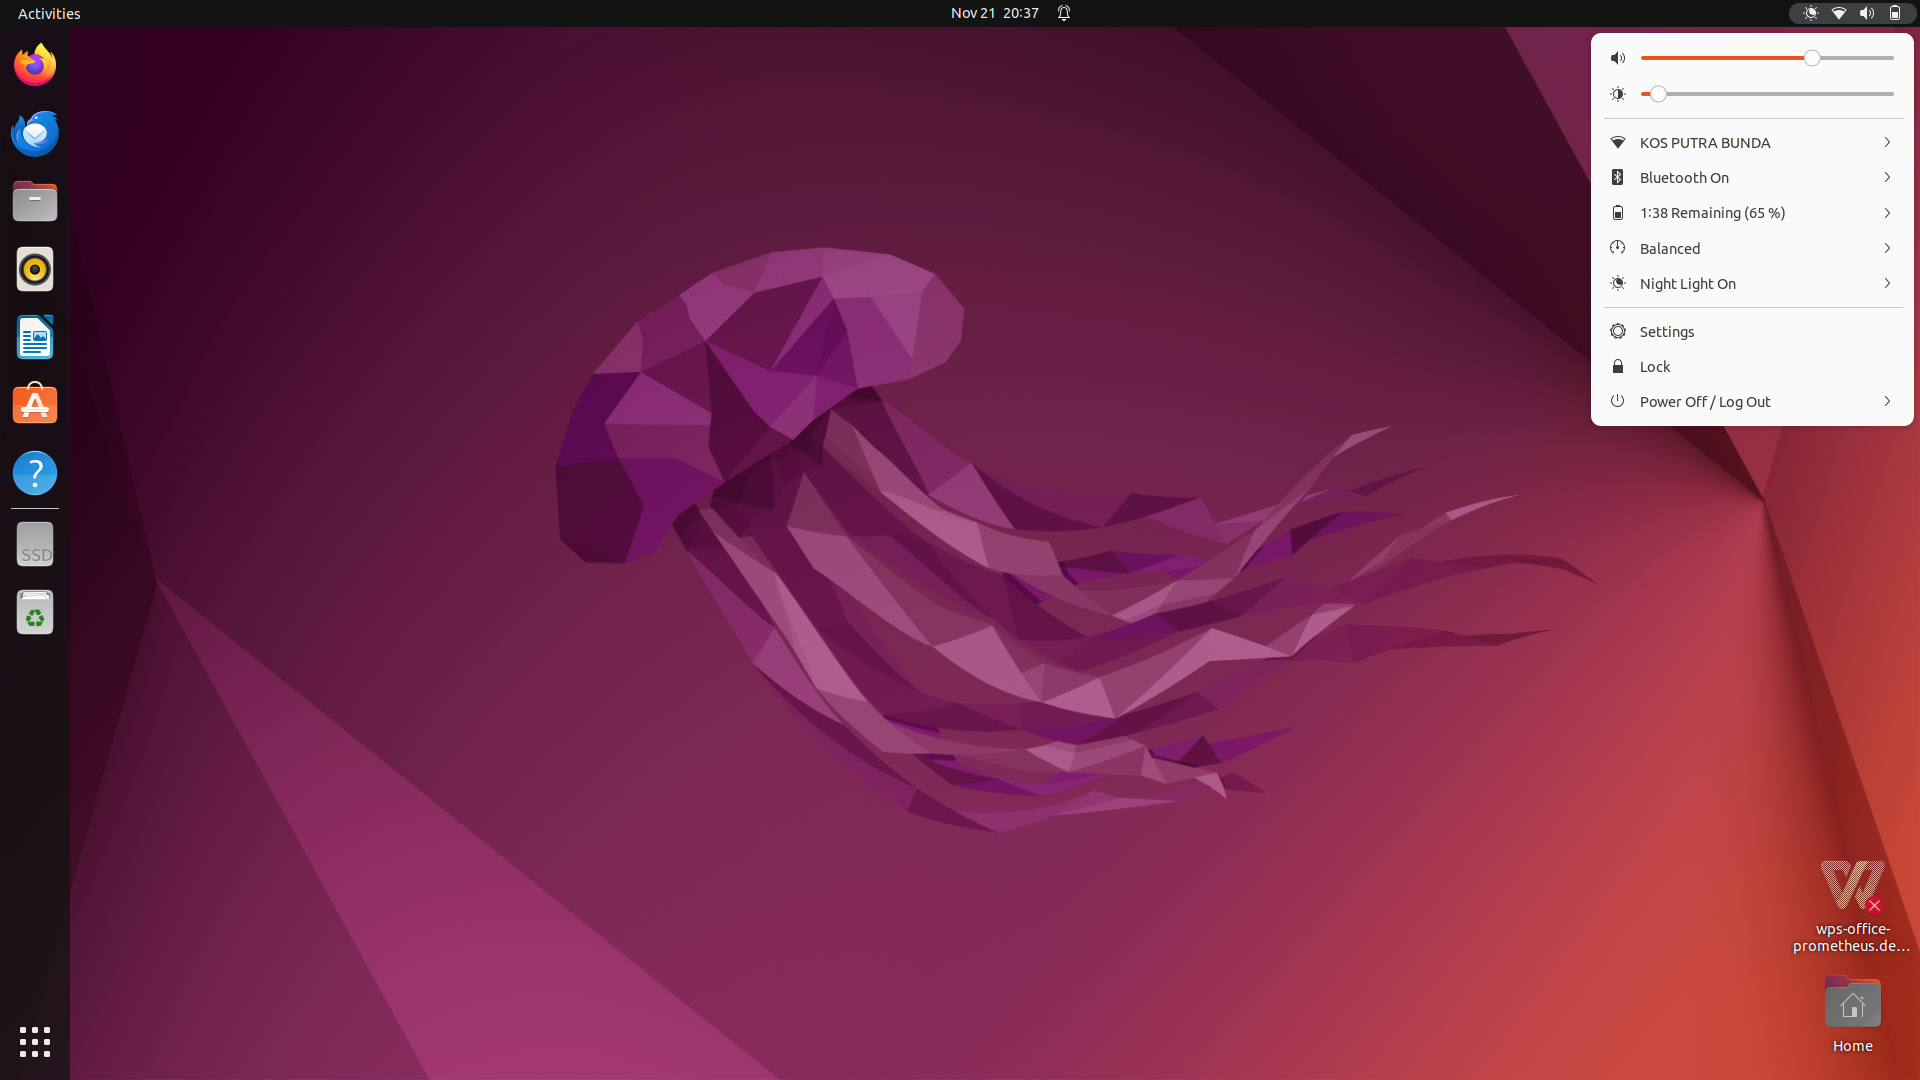 Activities
Nov 21 20:37
KOS PUTRA BUNDA
Bluetooth On
1:38 Remaining (65 %)
Balanced
Night Light On
Settings
Lock
Power Off / Log Out
?
SSD
wps-office-
prometheus.de...
Home